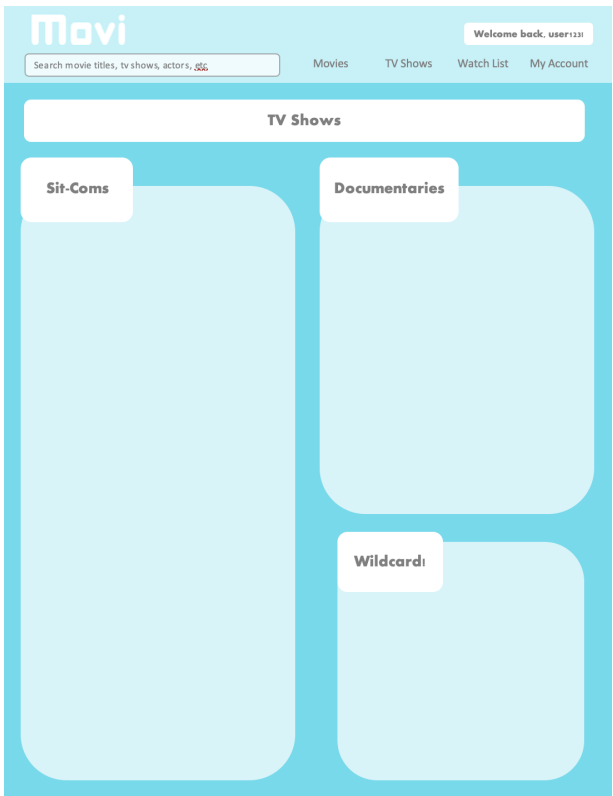 Movi
Welcome back, user123!
Search movie titles, tv shows, actors, etc
Movies TV Shows Watch List My Account
TV Shows
Sit-Coms
Documentaries
Wildcard!